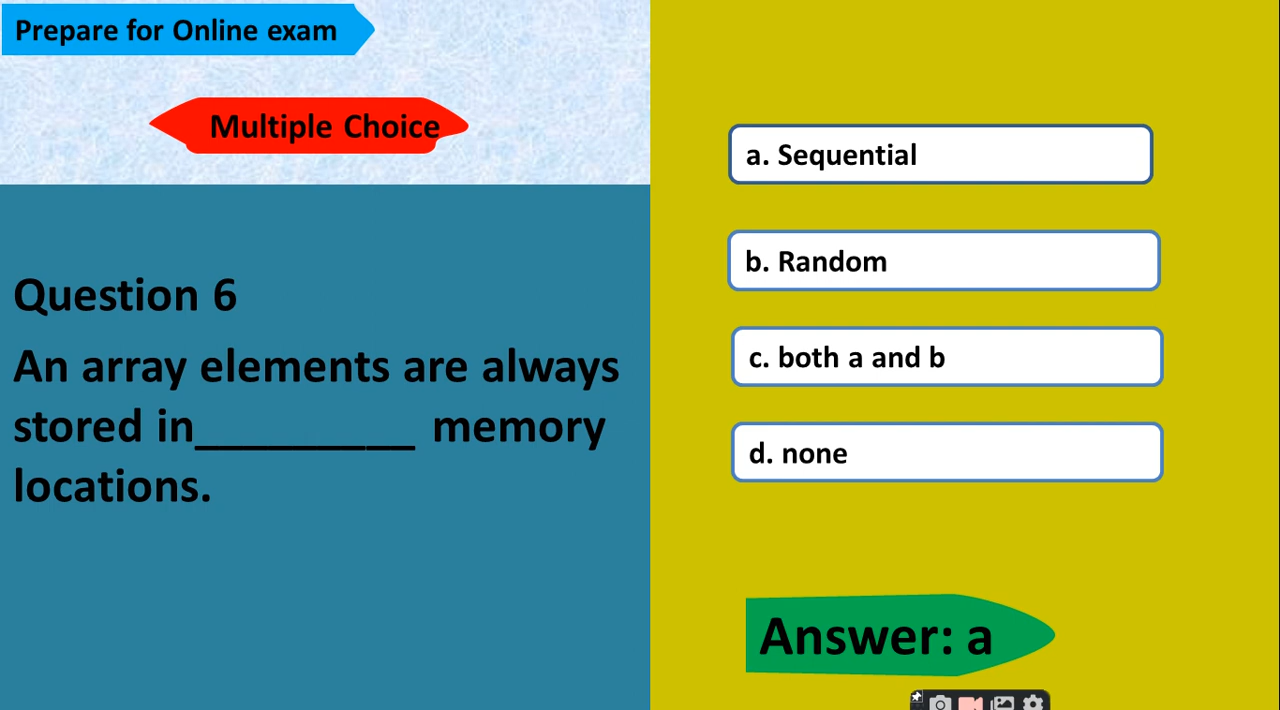 Prepare for Online exam
Multiple Choice
Question 6
An array elements are always
stored in_________ memory
locations.
a. Sequential
b. Random
c. both a and b
d. none
Answer: a